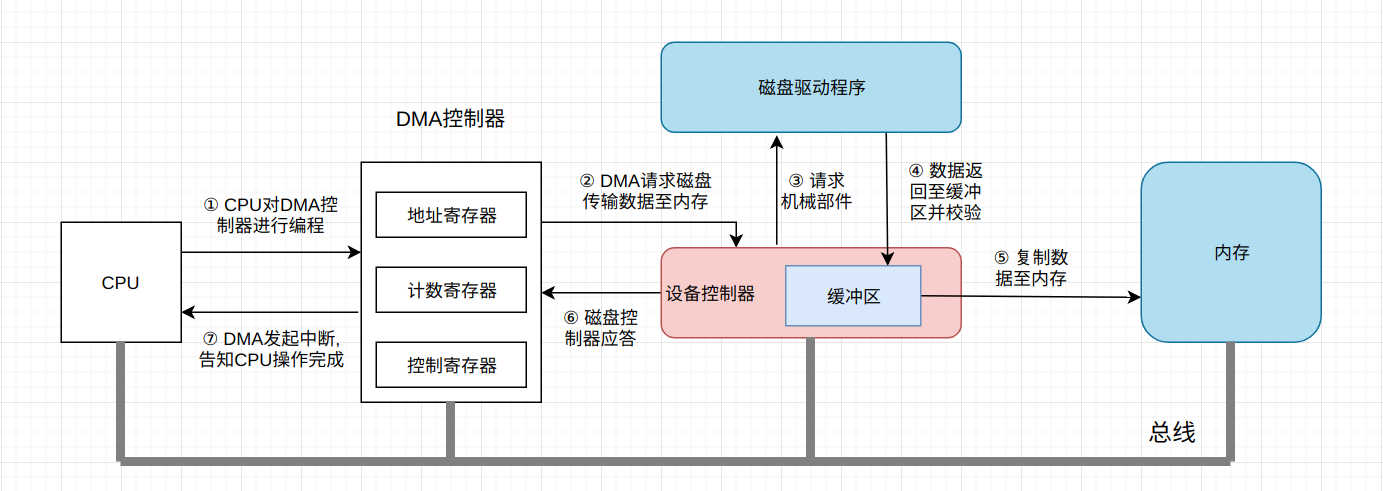 磁盘驱动程序
DMA控制器
① CPU对DMA控
制器进行编程
CPU
⑦ DMA发起中断,
告知CPU操作完成
地址寄存器
计数寄存器
控制寄存器
② DMA请求磁盘
传输数据至内存
③ 请求
机械部件
④ 数据返
回至缓冲
区并校验
设备控制器
缓冲区
⑥ 磁盘控
制器应答
⑤ 复制数
据至内存
内存
总线